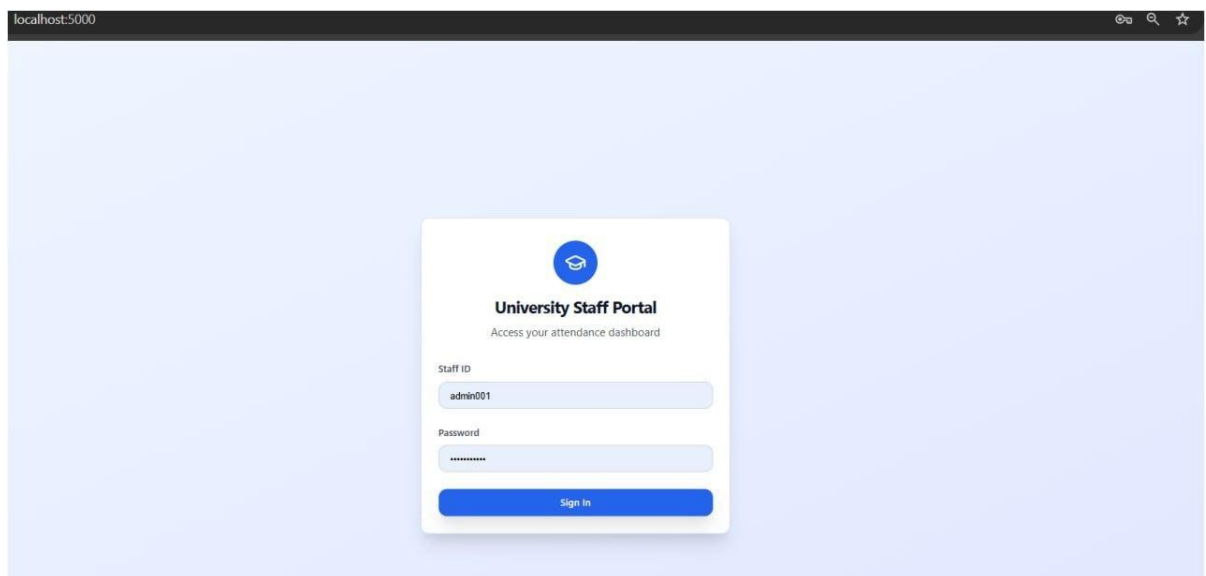 localhost:5000
University Staff Portal
Access your attendance dashboard
Staff ID
admin001
Password
•••••••••••
Sign In